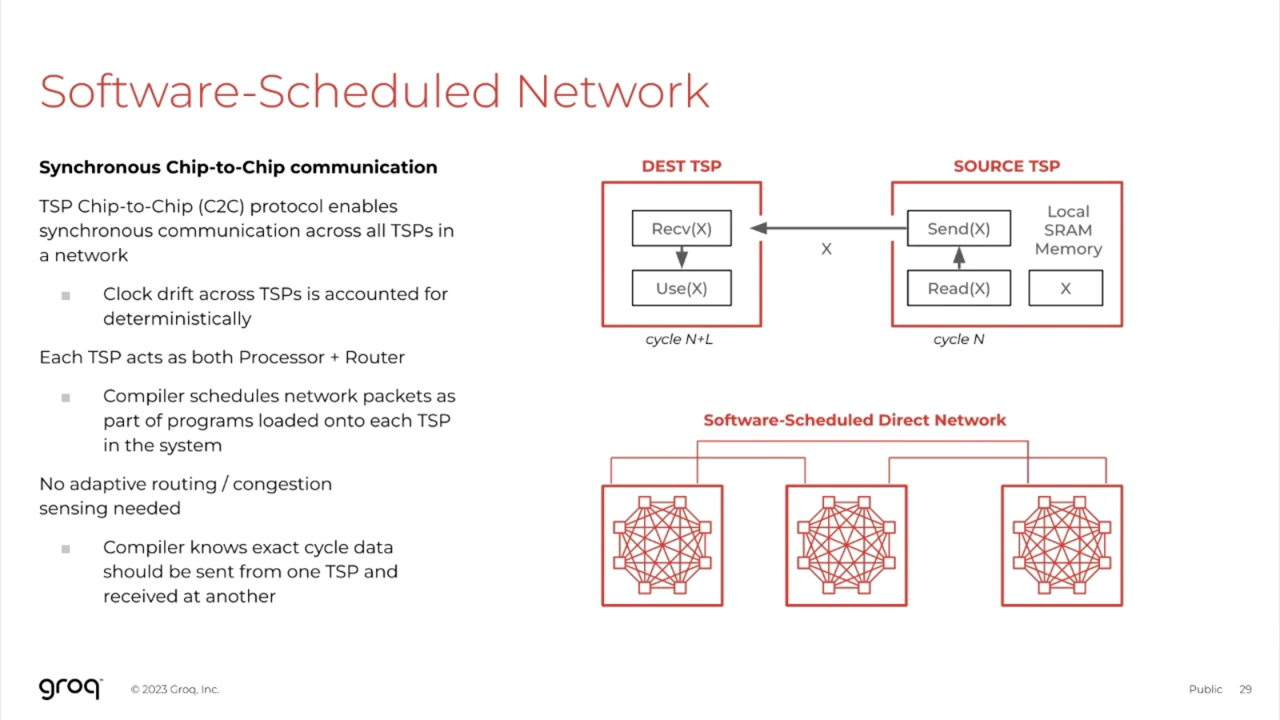 Software-Scheduled Network
Synchronous Chip-to-Chip communication
TSP Chip-to-Chip (C2C) protocol enables
synchronous communication across all TSPs in
a network
Clock drift across TSPs is accounted for
deterministically
Each TSP acts as both Processor + Router
Compiler schedules network packets as
part of programs loaded onto each TSP
in the system
No adaptive routing / congestion
sensing needed
Compiler knows exact cycle data
should be sent from one TSP and
received at another
DEST TSP
Recv(X)
Use(X)
cycle N+L
X
SOURCE TSP
Send(X)
Read(X)
Local
SRAM
Memory
X
cycle N
Software-Scheduled Direct Network
groq™
© 2023 Groq, Inc.
Public 29